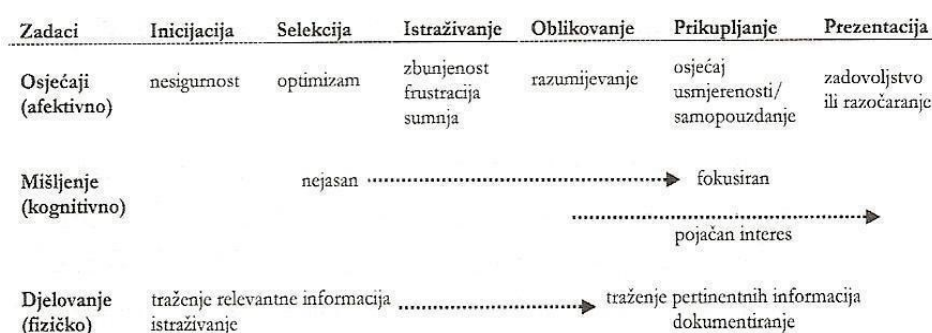 Zadaci Inicijacija Selekcija Istraživanje Oblikovanje Prikupljanje Prezentacija
Osjećaji (afektivno) nesigurnost optimizam zbunjenost frustracija sumnja razumijevanje osjećaj usmjerenosti/ samopouzdanje zadovoljstvo ili razočaranje
Mišljenje (kognitivno) nejasan fokusiran
pojačan interes
Djelovanje (fizičko) traženje relevantne informacija istraživanje traženje pertinentnih informacija dokumentiranje